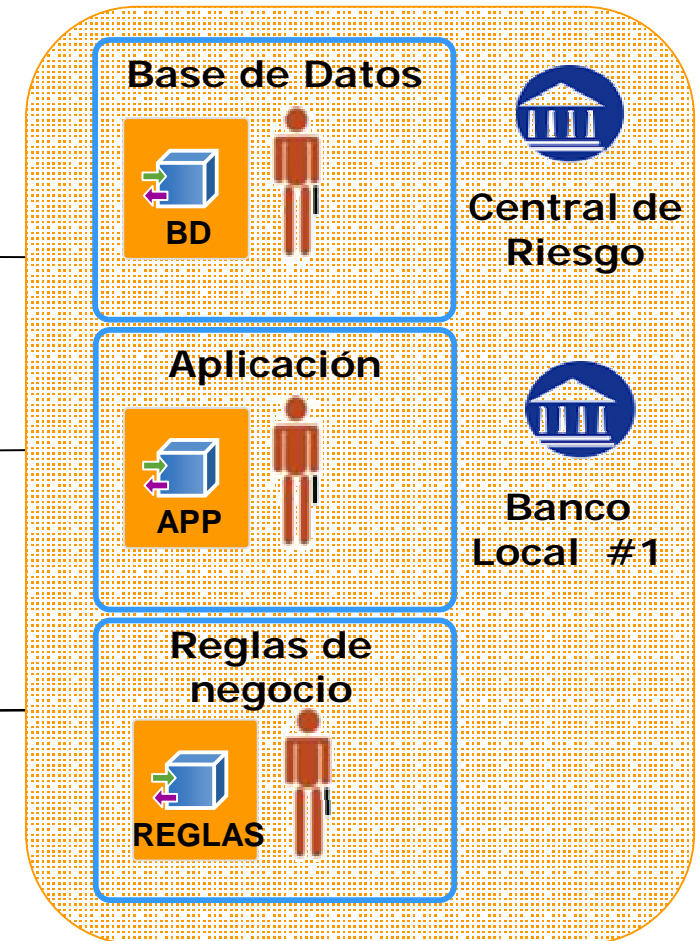 Base de Datos
BD
Central de
Riesgo
Aplicación
APP
Banco
Local #1
Reglas de
negocio
REGLAS